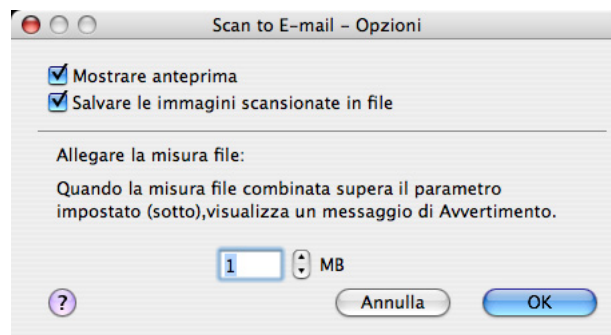 Scan to E-mail – Opzioni
Mostrare anteprima
Salvare le immagini scansionate in file
Allegare la misura file:
Quando la misura file combinata supera il parametro
impostato (sotto),visualizza un messaggio di Avvertimento.
1 MB
? Annulla OK